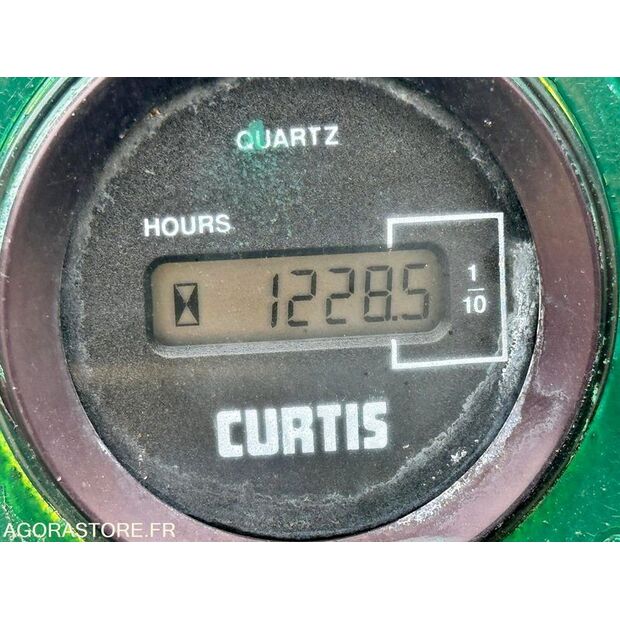 QUARTZ
HOURS
1228.5
1
10
CURTIS
AGORASTORE.FR